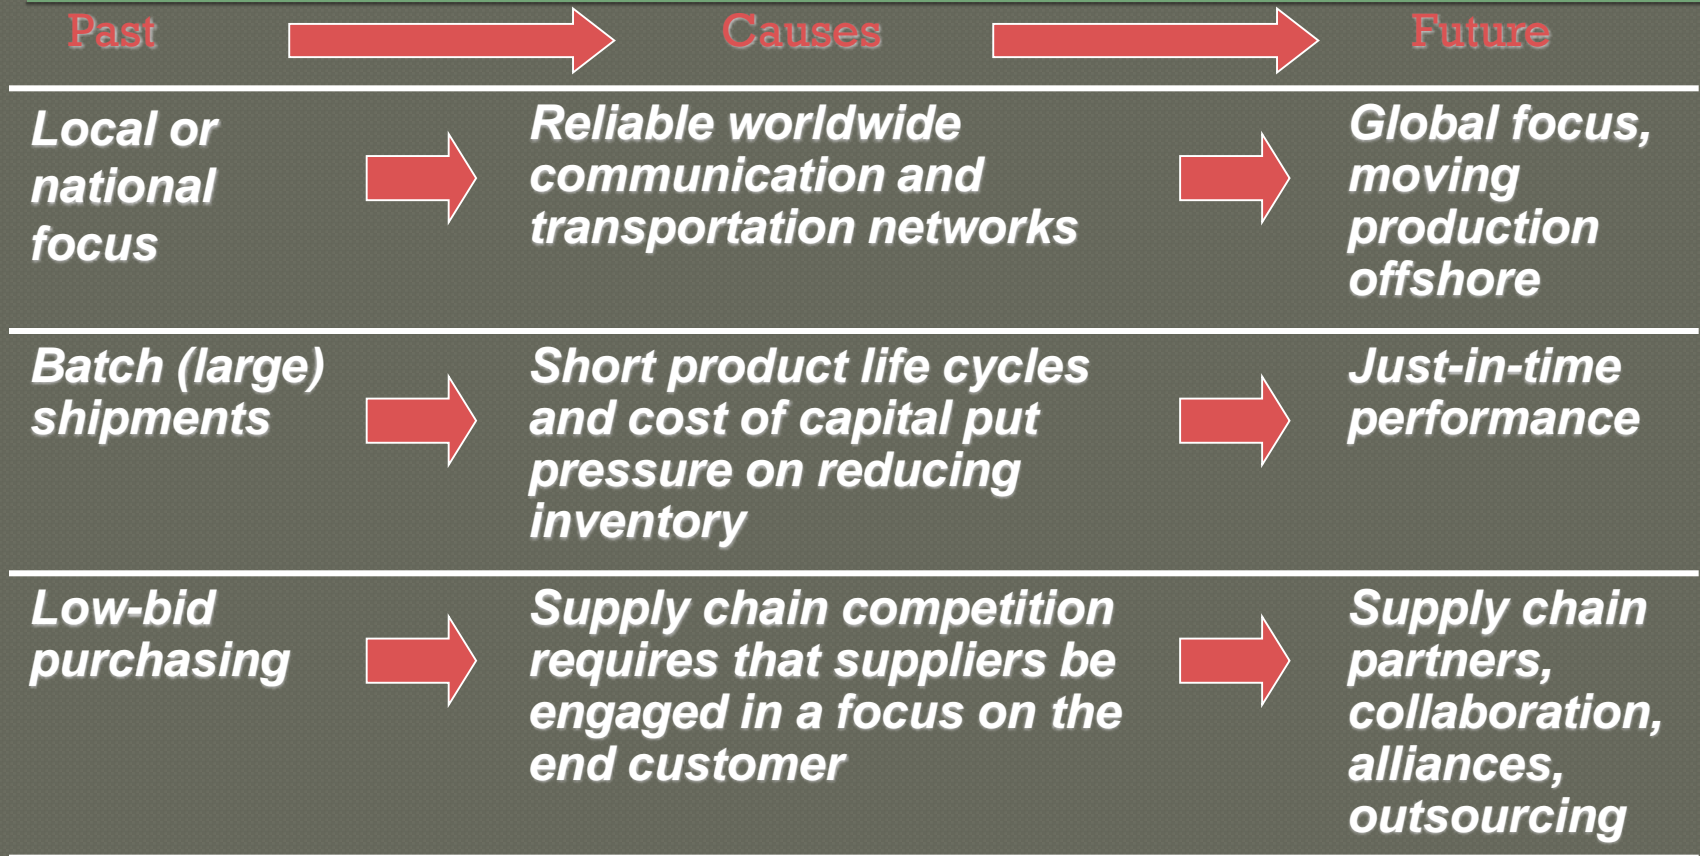 Past
Causes
Future
Local or
national
focus
Reliable worldwide
communication and
transportation networks
Global focus,
moving
production
offshore
Batch (large)
shipments
Short product life cycles
and cost of capital put
pressure on reducing
inventory
Just-in-time
performance
Low-bid
purchasing
Supply chain competition
requires that suppliers be
engaged in a focus on the
end customer
Supply chain
partners,
collaboration,
alliances,
outsourcing